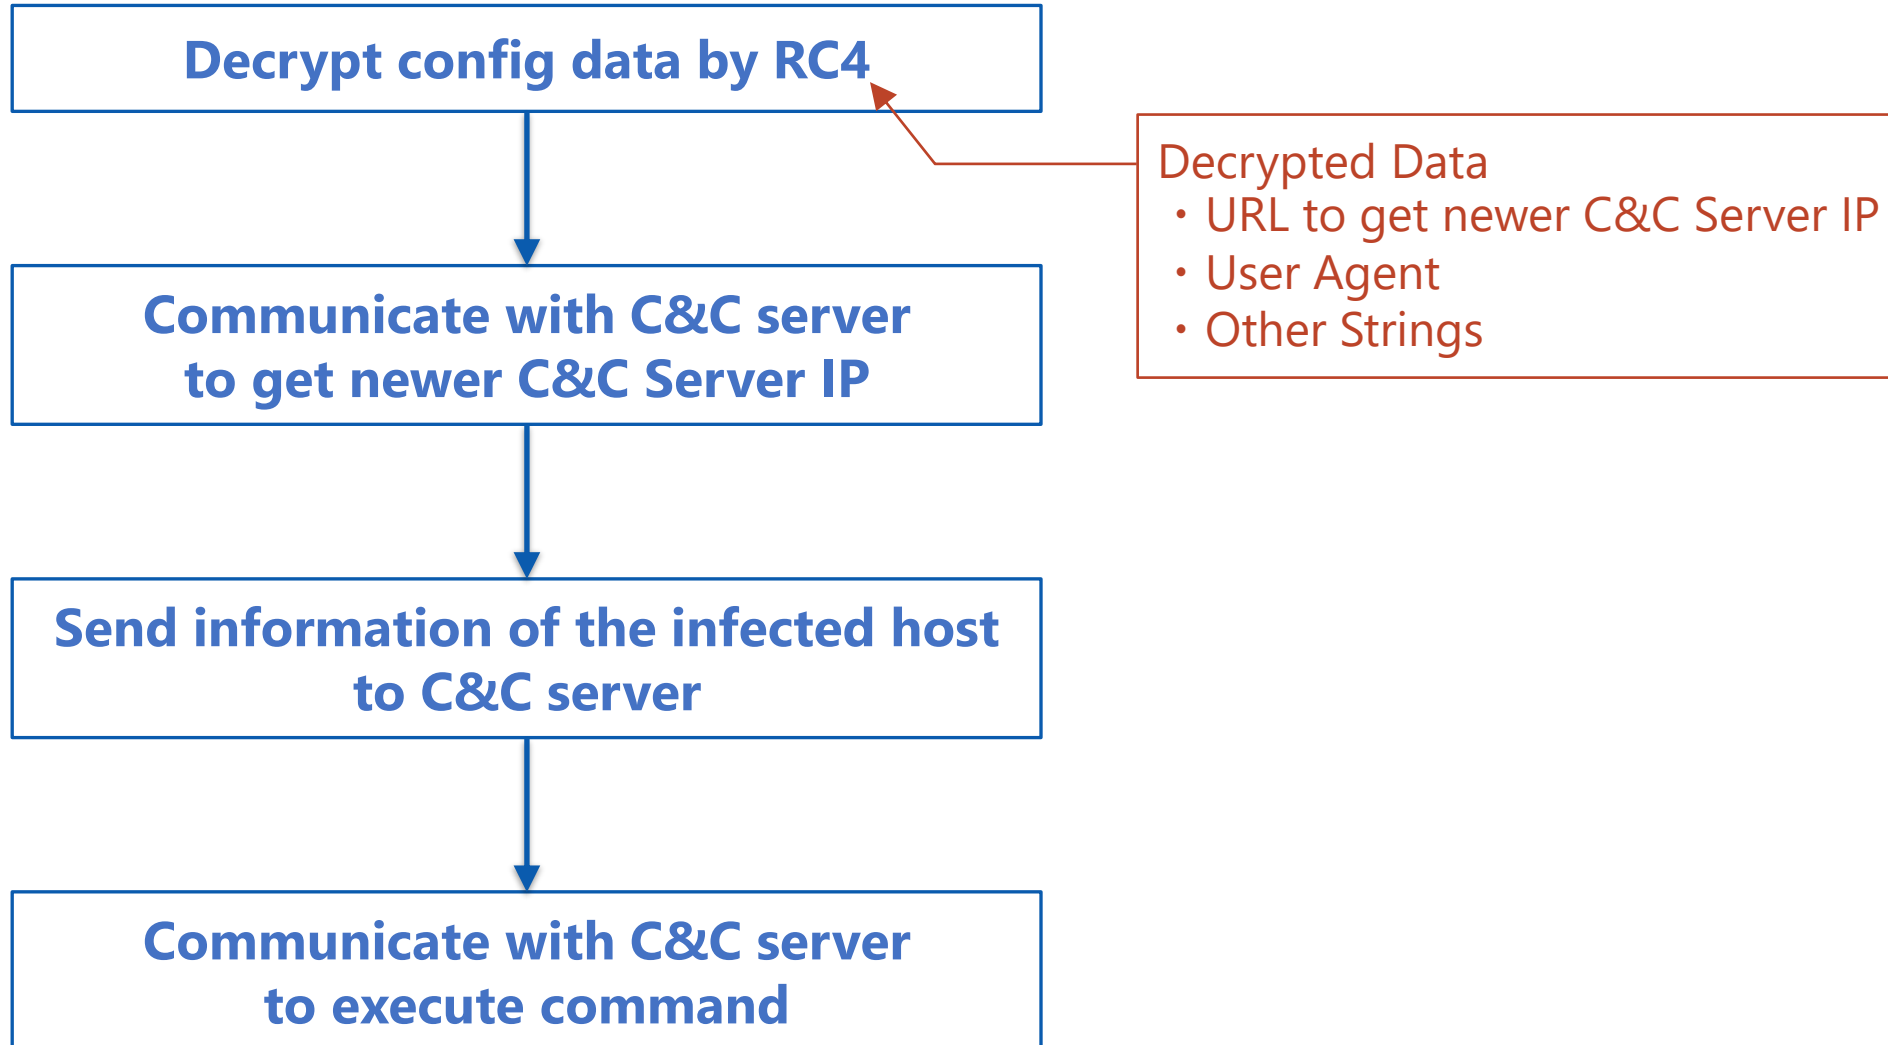 Decrypt config data by RC4
Decrypted Data
・URL to get newer C&C Server IP
・User Agent
・Other Strings
Communicate with C&C server
to get newer C&C Server IP
Send information of the infected host
to C&C server
Communicate with C&C server
to execute command